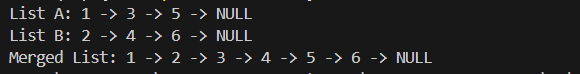 List A: 1 -> 3 -> 5 -> NULL
List B: 2 -> 4 -> 6 -> NULL
Merged List: 1 -> 2 -> 3 -> 4 -> 5 -> 6 -> NULL